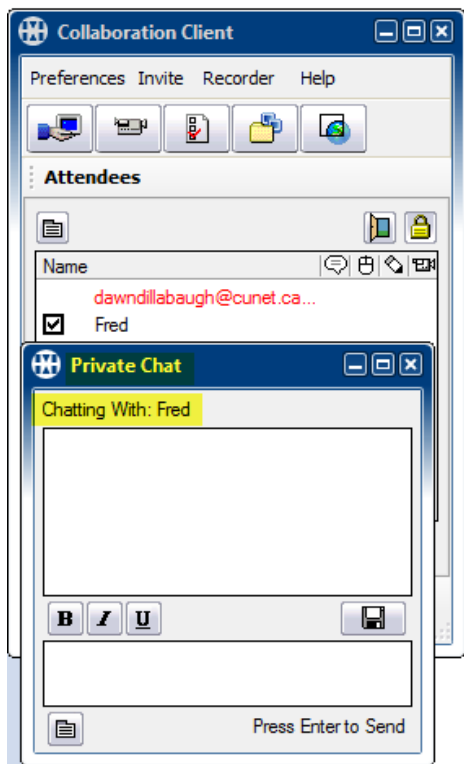 Collaboration Client
Preferences Invite Recorder Help
Attendees
Name
dawndillabaugh@cunet.ca...
Fred
Private Chat
Chatting With: Fred
B I U
Press Enter to Send